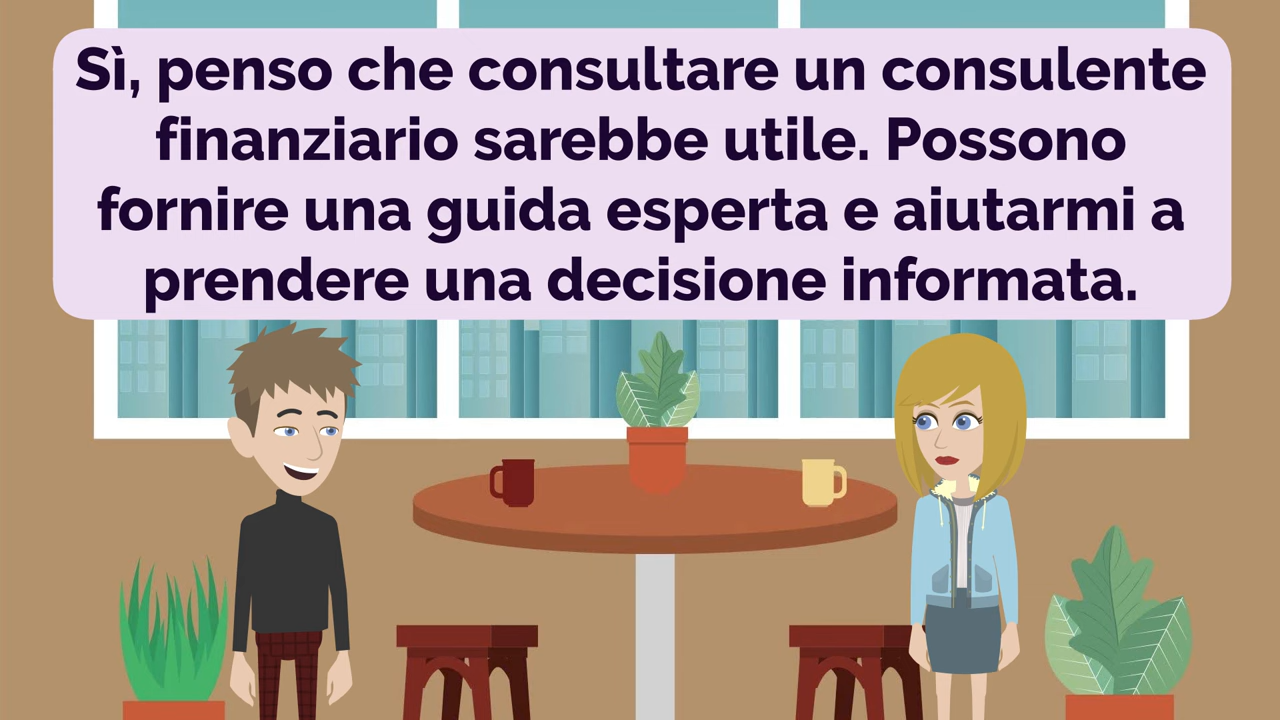 Sì, penso che consultare un consulente
finanziario sarebbe utile. Possono
fornire una guida esperta e aiutarmi a
prendere una decisione informata.